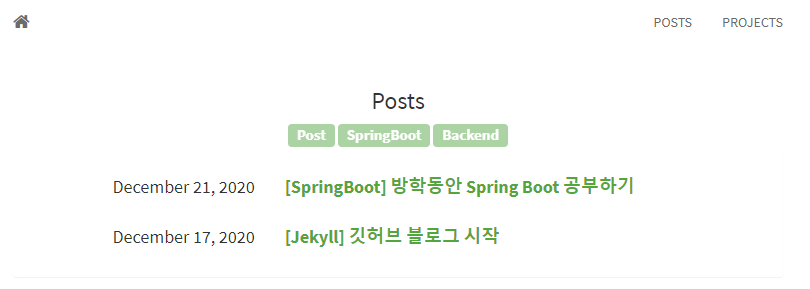 POSTS PROJECTS
Posts
Post SpringBoot Backend
December 21, 2020 [SpringBoot] 방학동안 Spring Boot 공부하기
December 17, 2020 [Jekyll] 깃허브 블로그 시작